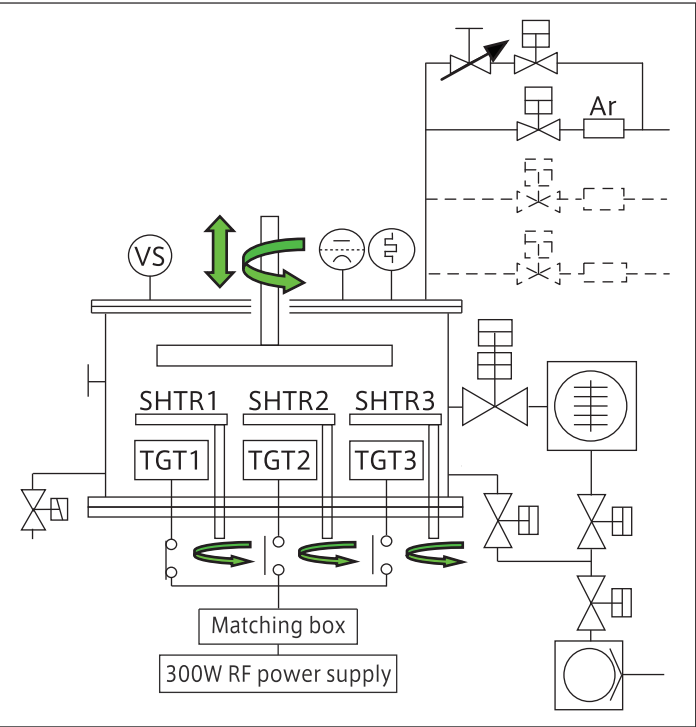 Ar
VS
SHTR1 SHTR2 SHTR3
TGT1 TGT2 TGT3
Matching box
300W RF power supply